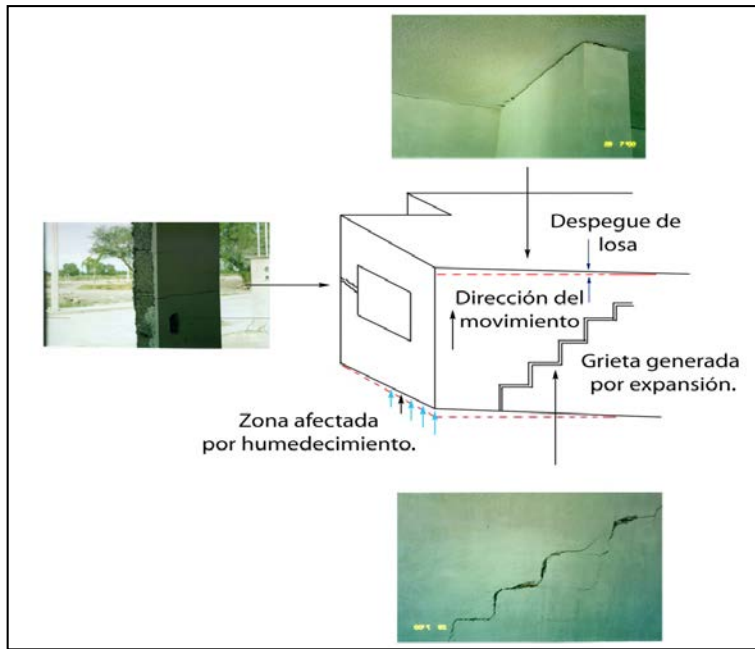 Despegue de
losa
Dirección del
movimiento
Grieta generada
por expansión.
Zona afectada
por humedecimiento.